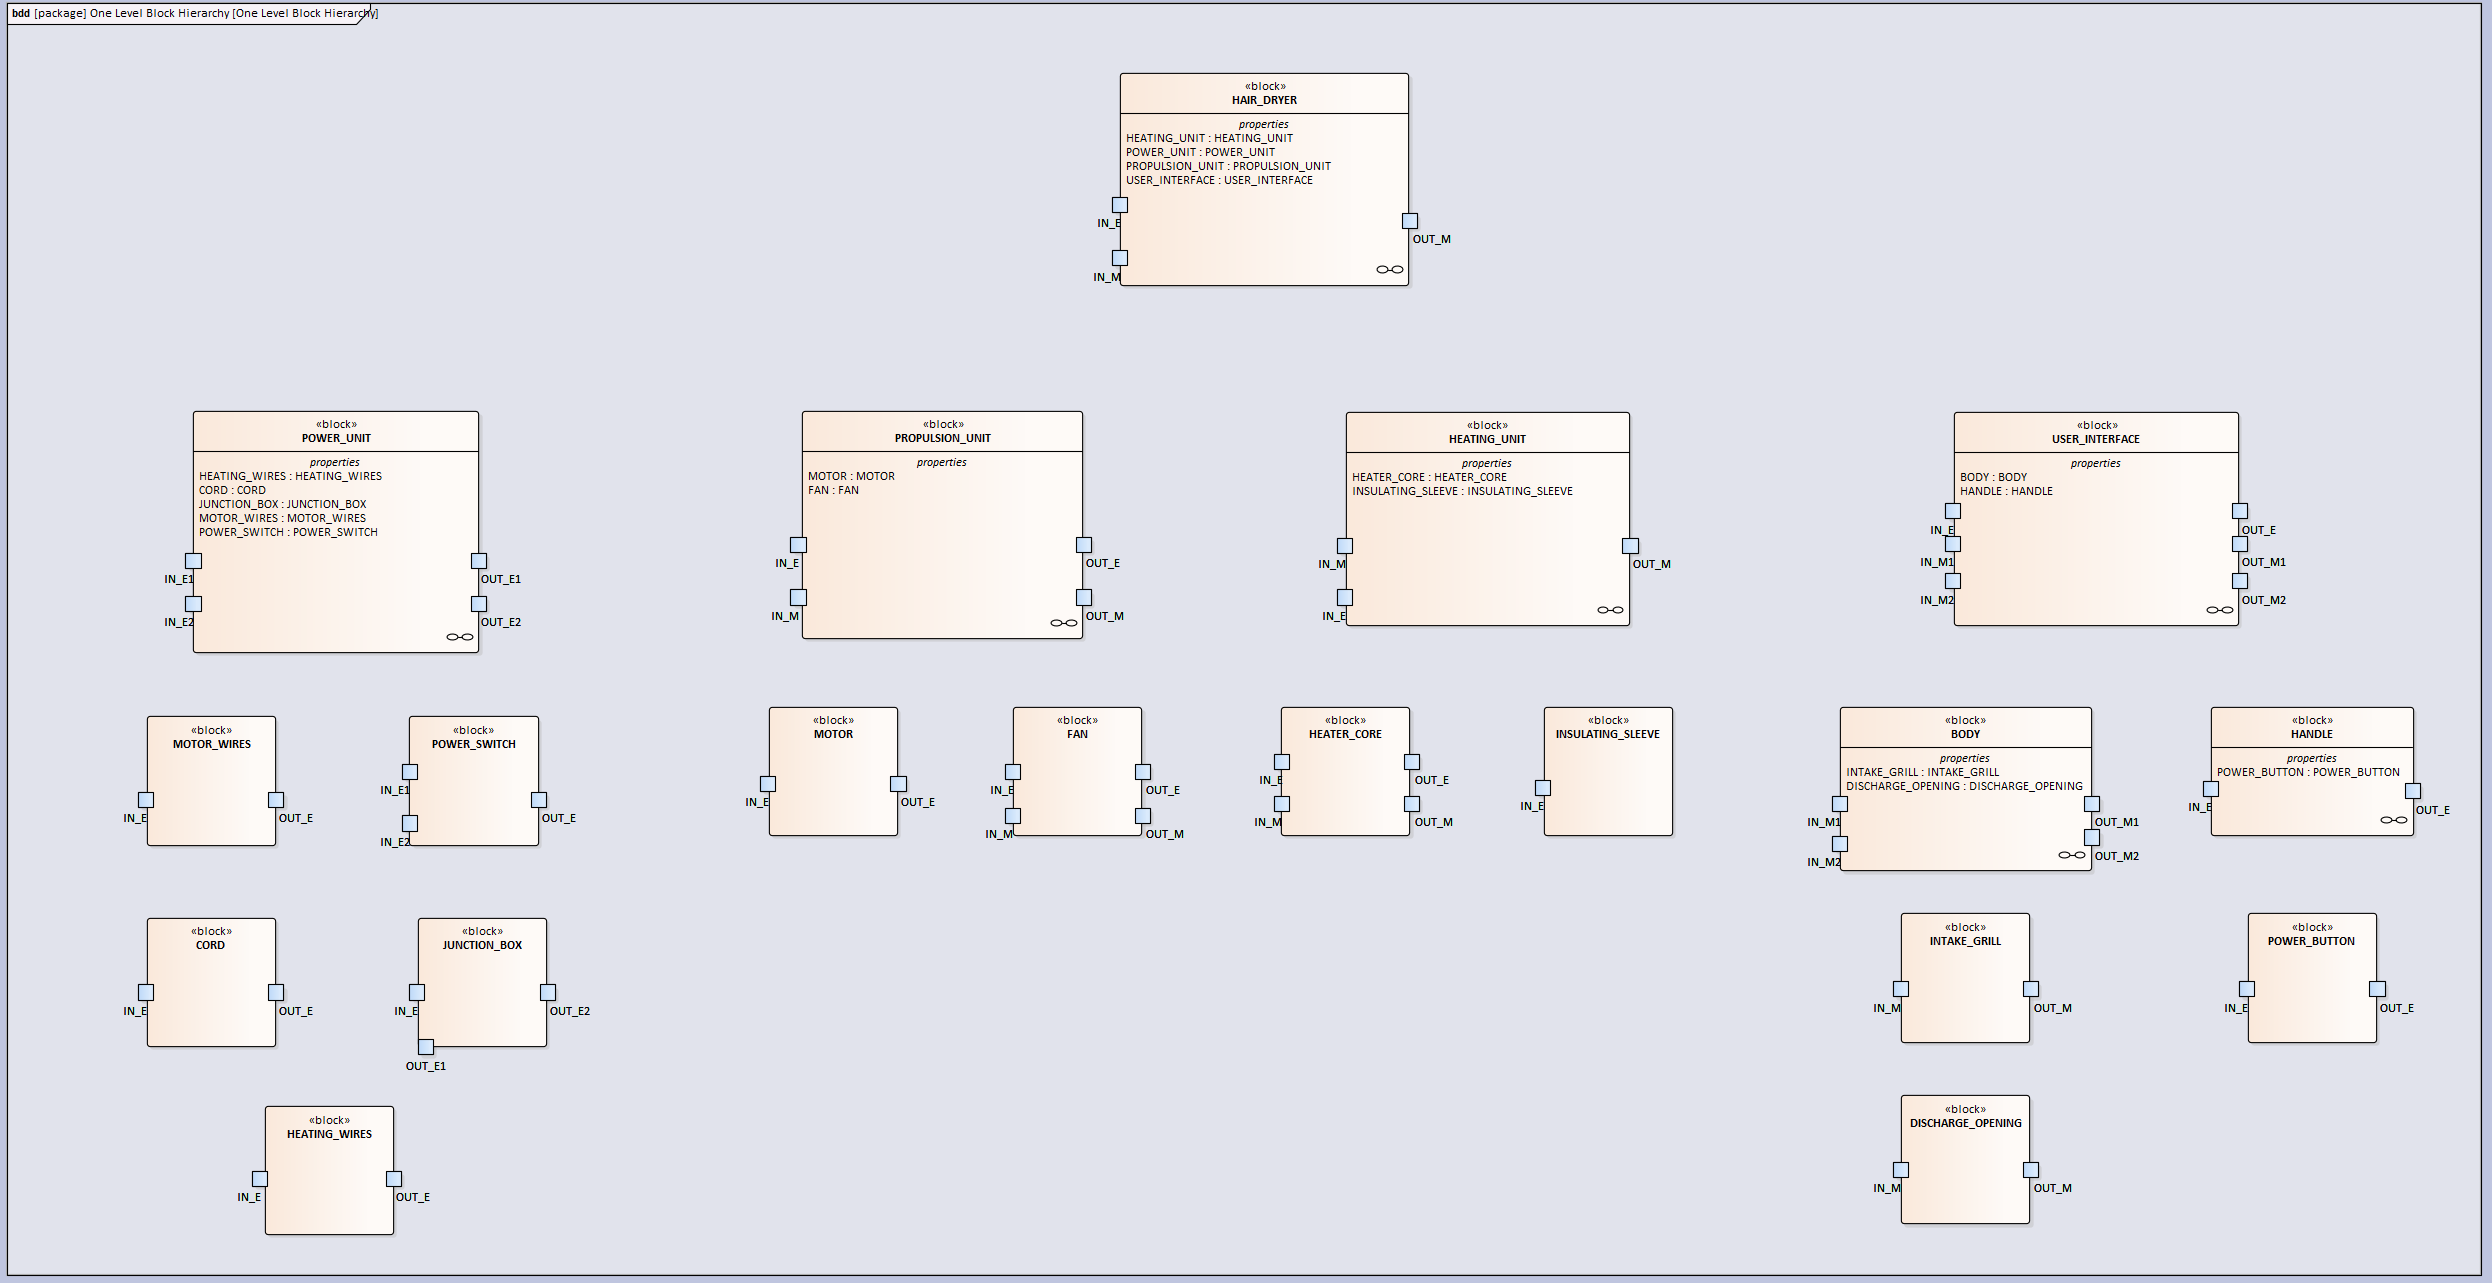 bdd [package] One Level Block Hierarchy [One Level Block Hierarchy]
«block»
HAIR_DRYER
properties
HEATING_UNIT : HEATING_UNIT
POWER_UNIT : POWER_UNIT
PROPULSION_UNIT : PROPULSION_UNIT
USER_INTERFACE : USER_INTERFACE
IN_E
IN_M
OUT_M
«block»
POWER_UNIT
properties
HEATING_WIRES : HEATING_WIRES
CORD : CORD
JUNCTION_BOX : JUNCTION_BOX
MOTOR_WIRES : MOTOR_WIRES
POWER_SWITCH : POWER_SWITCH
IN_E1
IN_E2
OUT_E1
OUT_E2
«block»
PROPULSION_UNIT
properties
MOTOR : MOTOR
FAN : FAN
IN_E
IN_M
OUT_E
OUT_M
«block»
HEATING_UNIT
properties
HEATER_CORE : HEATER_CORE
INSULATING_SLEEVE : INSULATING_SLEEVE
IN_M
IN_E
OUT_M
«block»
USER_INTERFACE
properties
BODY : BODY
HANDLE : HANDLE
IN_E
IN_M1
IN_M2
OUT_E
OUT_M1
OUT_M2
«block»
MOTOR_WIRES
IN_E
OUT_E
«block»
POWER_SWITCH
IN_E1
IN_E2
OUT_E
«block»
MOTOR
IN_E
OUT_E
«block»
FAN
IN_E
IN_M
OUT_E
OUT_M
«block»
HEATER_CORE
IN_E
IN_M
OUT_E
OUT_M
«block»
INSULATING_SLEEVE
IN_E
«block»
BODY
properties
INTAKE_GRILL : INTAKE_GRILL
DISCHARGE_OPENING : DISCHARGE_OPENING
IN_M1
IN_M2
OUT_M1
OUT_M2
«block»
HANDLE
properties
POWER_BUTTON : POWER_BUTTON
IN_E
OUT_E
«block»
CORD
IN_E
OUT_E
«block»
JUNCTION_BOX
IN_E
OUT_E2
OUT_E1
«block»
INTAKE_GRILL
IN_M
OUT_M
«block»
POWER_BUTTON
IN_E
OUT_E
«block»
HEATING_WIRES
IN_E
OUT_E
«block»
DISCHARGE_OPENING
IN_M
OUT_M